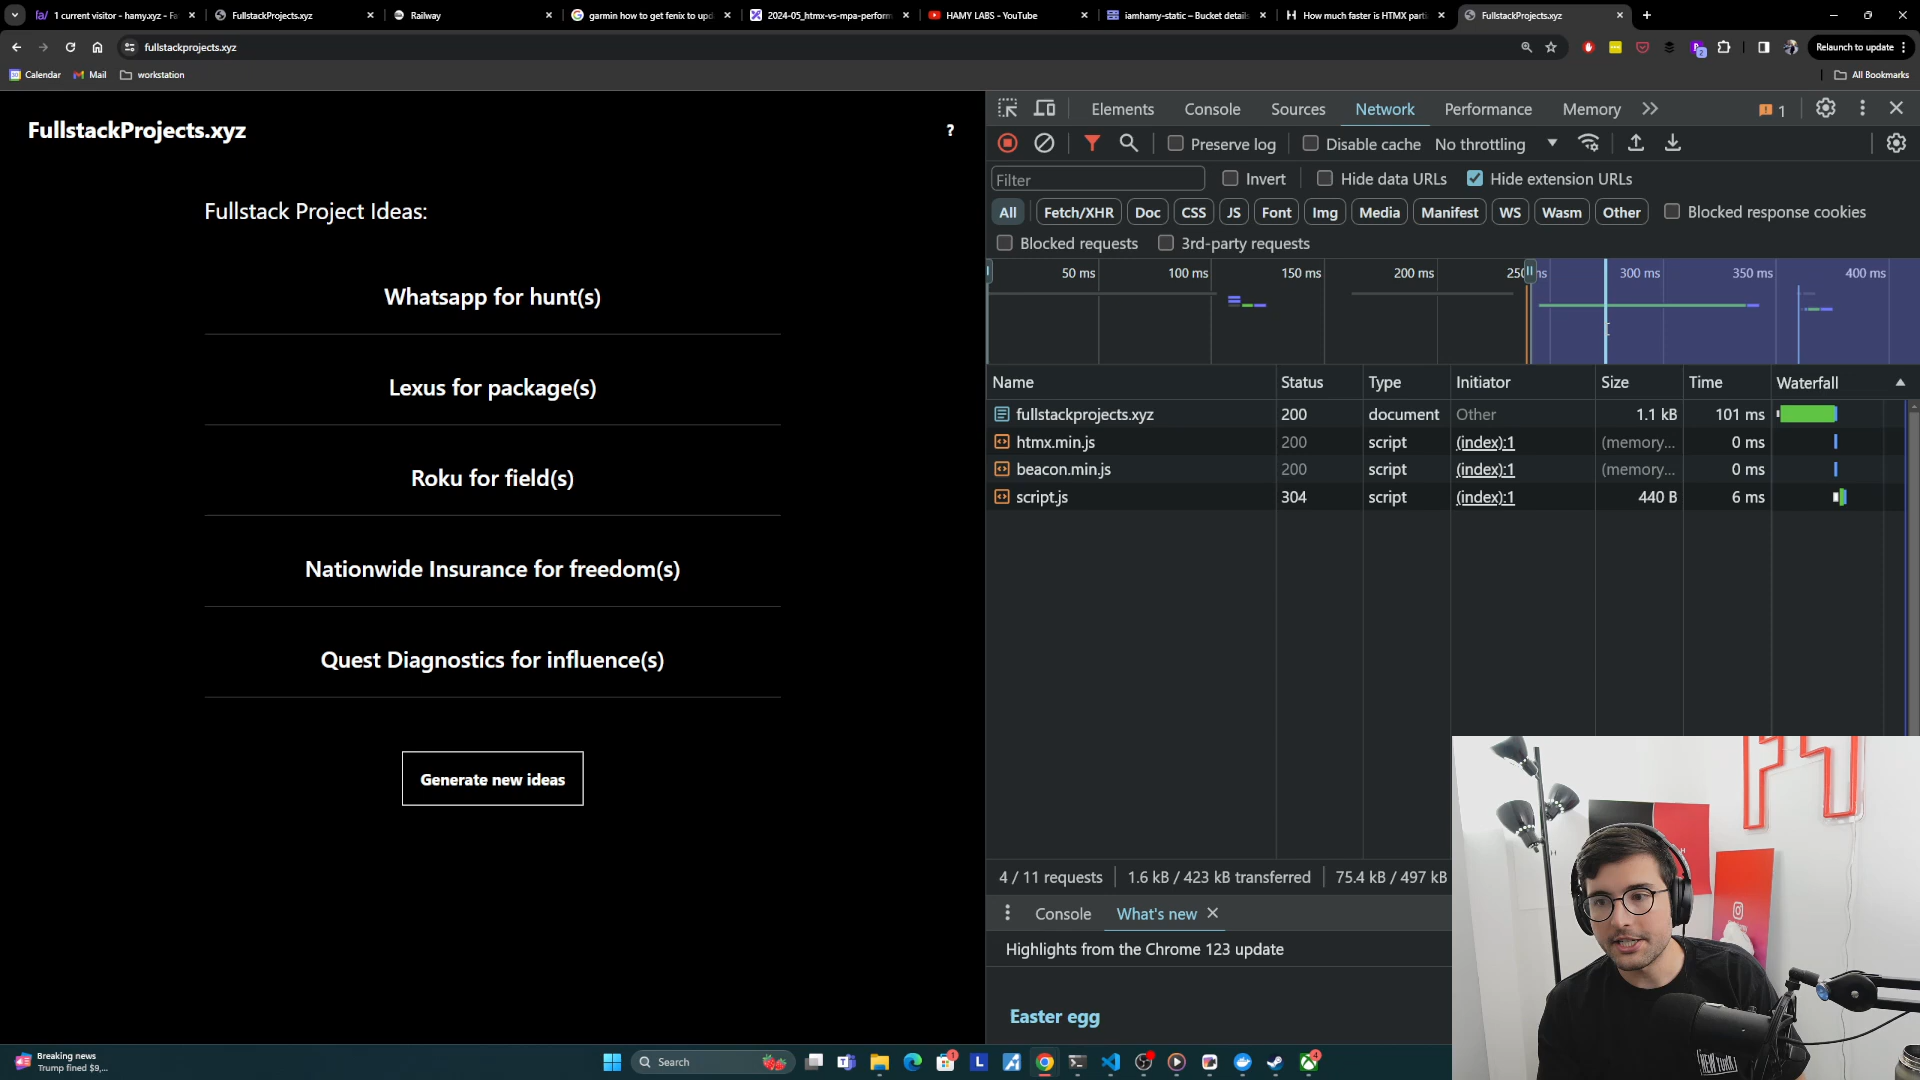 1 current visitor - hamy.xyz - Fa
FullstackProjects.xyz
Railway
garmin how to get fenix to upd
2024-05_htmx-vs-mpa-perform
HAMY LABS - YouTube
iamhamy-static – Bucket details
How much faster is HTMX parti
FullstackProjects.xyz
fullstackprojects.xyz
Relaunch to update
Calendar
Mail
workstation
All Bookmarks
FullstackProjects.xyz
?
Fullstack Project Ideas:
Whatsapp for hunt(s)
Lexus for package(s)
Roku for field(s)
Nationwide Insurance for freedom(s)
Quest Diagnostics for influence(s)
Generate new ideas
Elements Console Sources Network Performance Memory 1
Preserve log Disable cache No throttling
Filter Invert Hide data URLs Hide extension URLs
All Fetch/XHR Doc CSS JS Font Img Media Manifest WS Wasm Other Blocked response cookies
Blocked requests 3rd-party requests
50 ms 100 ms 150 ms 200 ms 250 ms 300 ms 350 ms 400 ms
Name Status Type Initiator Size Time Waterfall
fullstackprojects.xyz 200 document Other 1.1 kB 101 ms
htmx.min.js 200 script (index):1 (memory... 0 ms
beacon.min.js 200 script (index):1 (memory... 0 ms
script.js 304 script (index):1 440 B 6 ms
4 / 11 requests 1.6 kB / 423 kB transferred 75.4 kB / 497 kB
Console What's new
Highlights from the Chrome 123 update
Easter egg
NEW YORK
Breaking news
Trump fined $9,...
Search